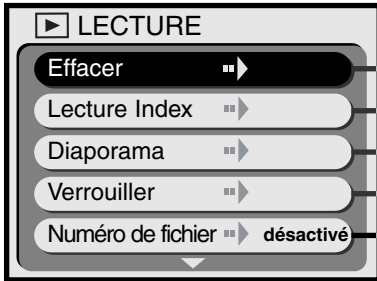 LECTURE
Effacer
Lecture Index
Diaporama
Verrouiller
Numéro de fichier désactivé